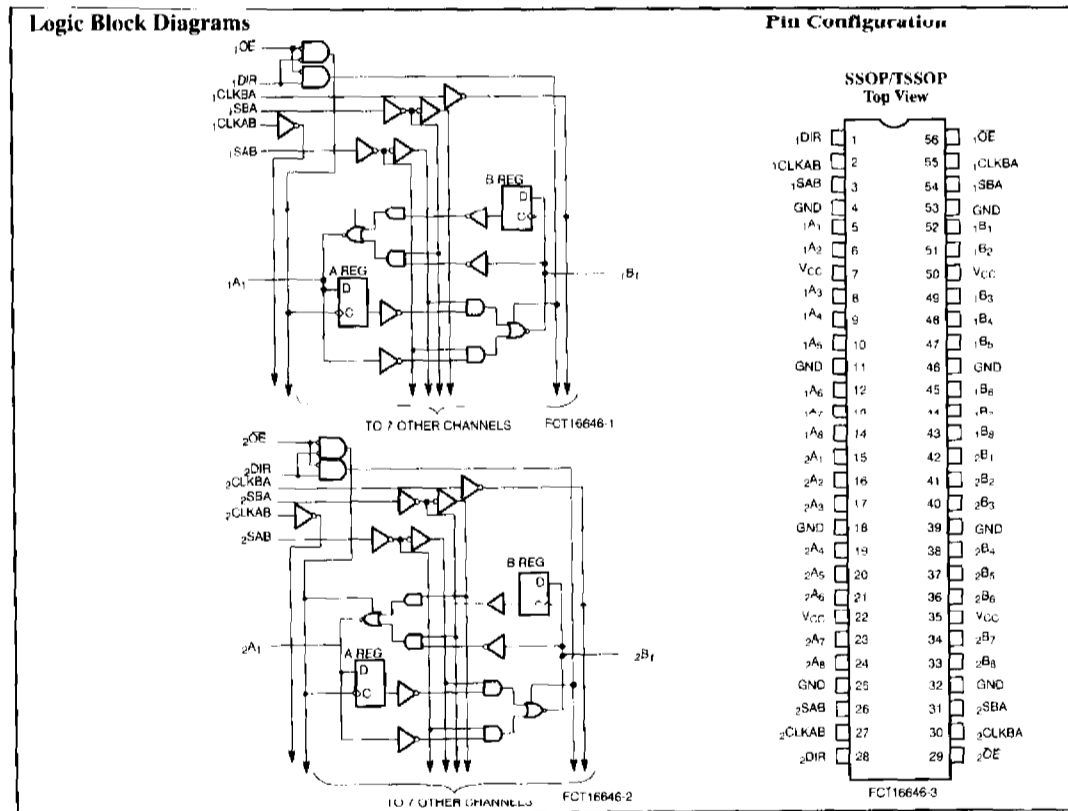 Logic Block Diagrams
1OE
1DIR
1CLKBA
1SBA
1CLKAB
1SAB
B REG
D
C
A REG
D
C
1A1
1B1
TO 7 OTHER CHANNELS
FCT16646-1
2OE
2DIR
2CLKBA
2SBA
2CLKAB
2SAB
B REG
D
C
A REG
D
C
2A1
2B1
TO 7 OTHER CHANNELS
FCT16646-2
Pin Configuration
SSOP/TSSOP
Top View
1DIR 1 56 1OE
1CLKAB 2 55 1CLKBA
1SAB 3 54 1SBA
GND 4 53 GND
1A1 5 52 1B1
1A2 6 51 1B2
VCC 7 50 VCC
1A3 8 49 1B3
1A4 9 48 1B4
1A5 10 47 1B5
GND 11 46 GND
1A6 12 45 1B6
1A7
1A8 14 43 1B8
2A1 15 42 2B1
2A2 16 41 2B2
2A3 17 40 2B3
GND 18 39 GND
2A4 19 38 2B4
2A5 20 37 2B5
2A6 21 36 2B6
VCC 22 35 VCC
2A7 23 34 2B7
2A8 24 33 2B8
GND 25 32 GND
2SAB 26 31 2SBA
2CLKAB 27 30 2CLKBA
2DIR 28 29 2OE
FCT16646-3